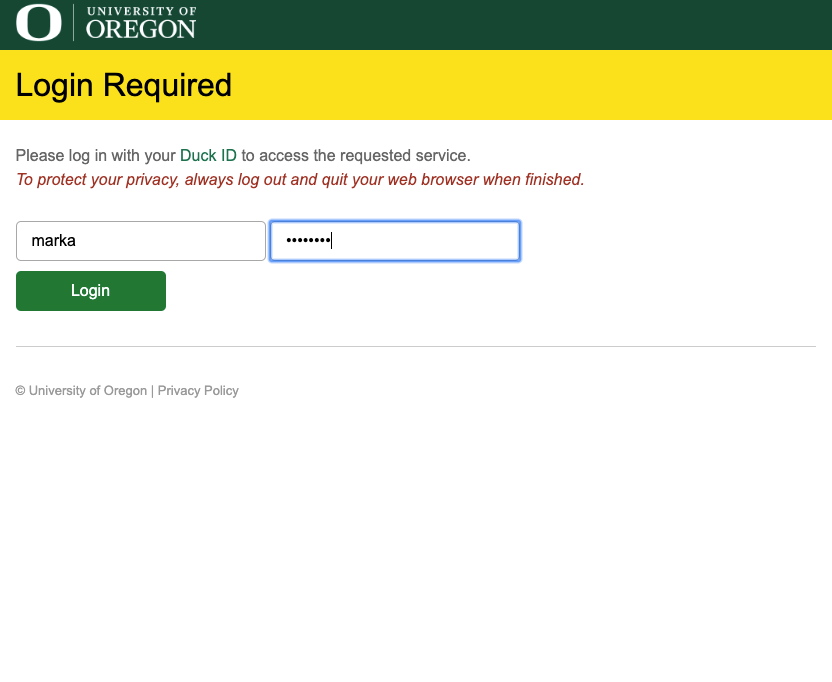 UNIVERSITY OF
OREGON
Login Required
Please log in with your Duck ID to access the requested service.
To protect your privacy, always log out and quit your web browser when finished.
marka ••••••••
Login
© University of Oregon | Privacy Policy